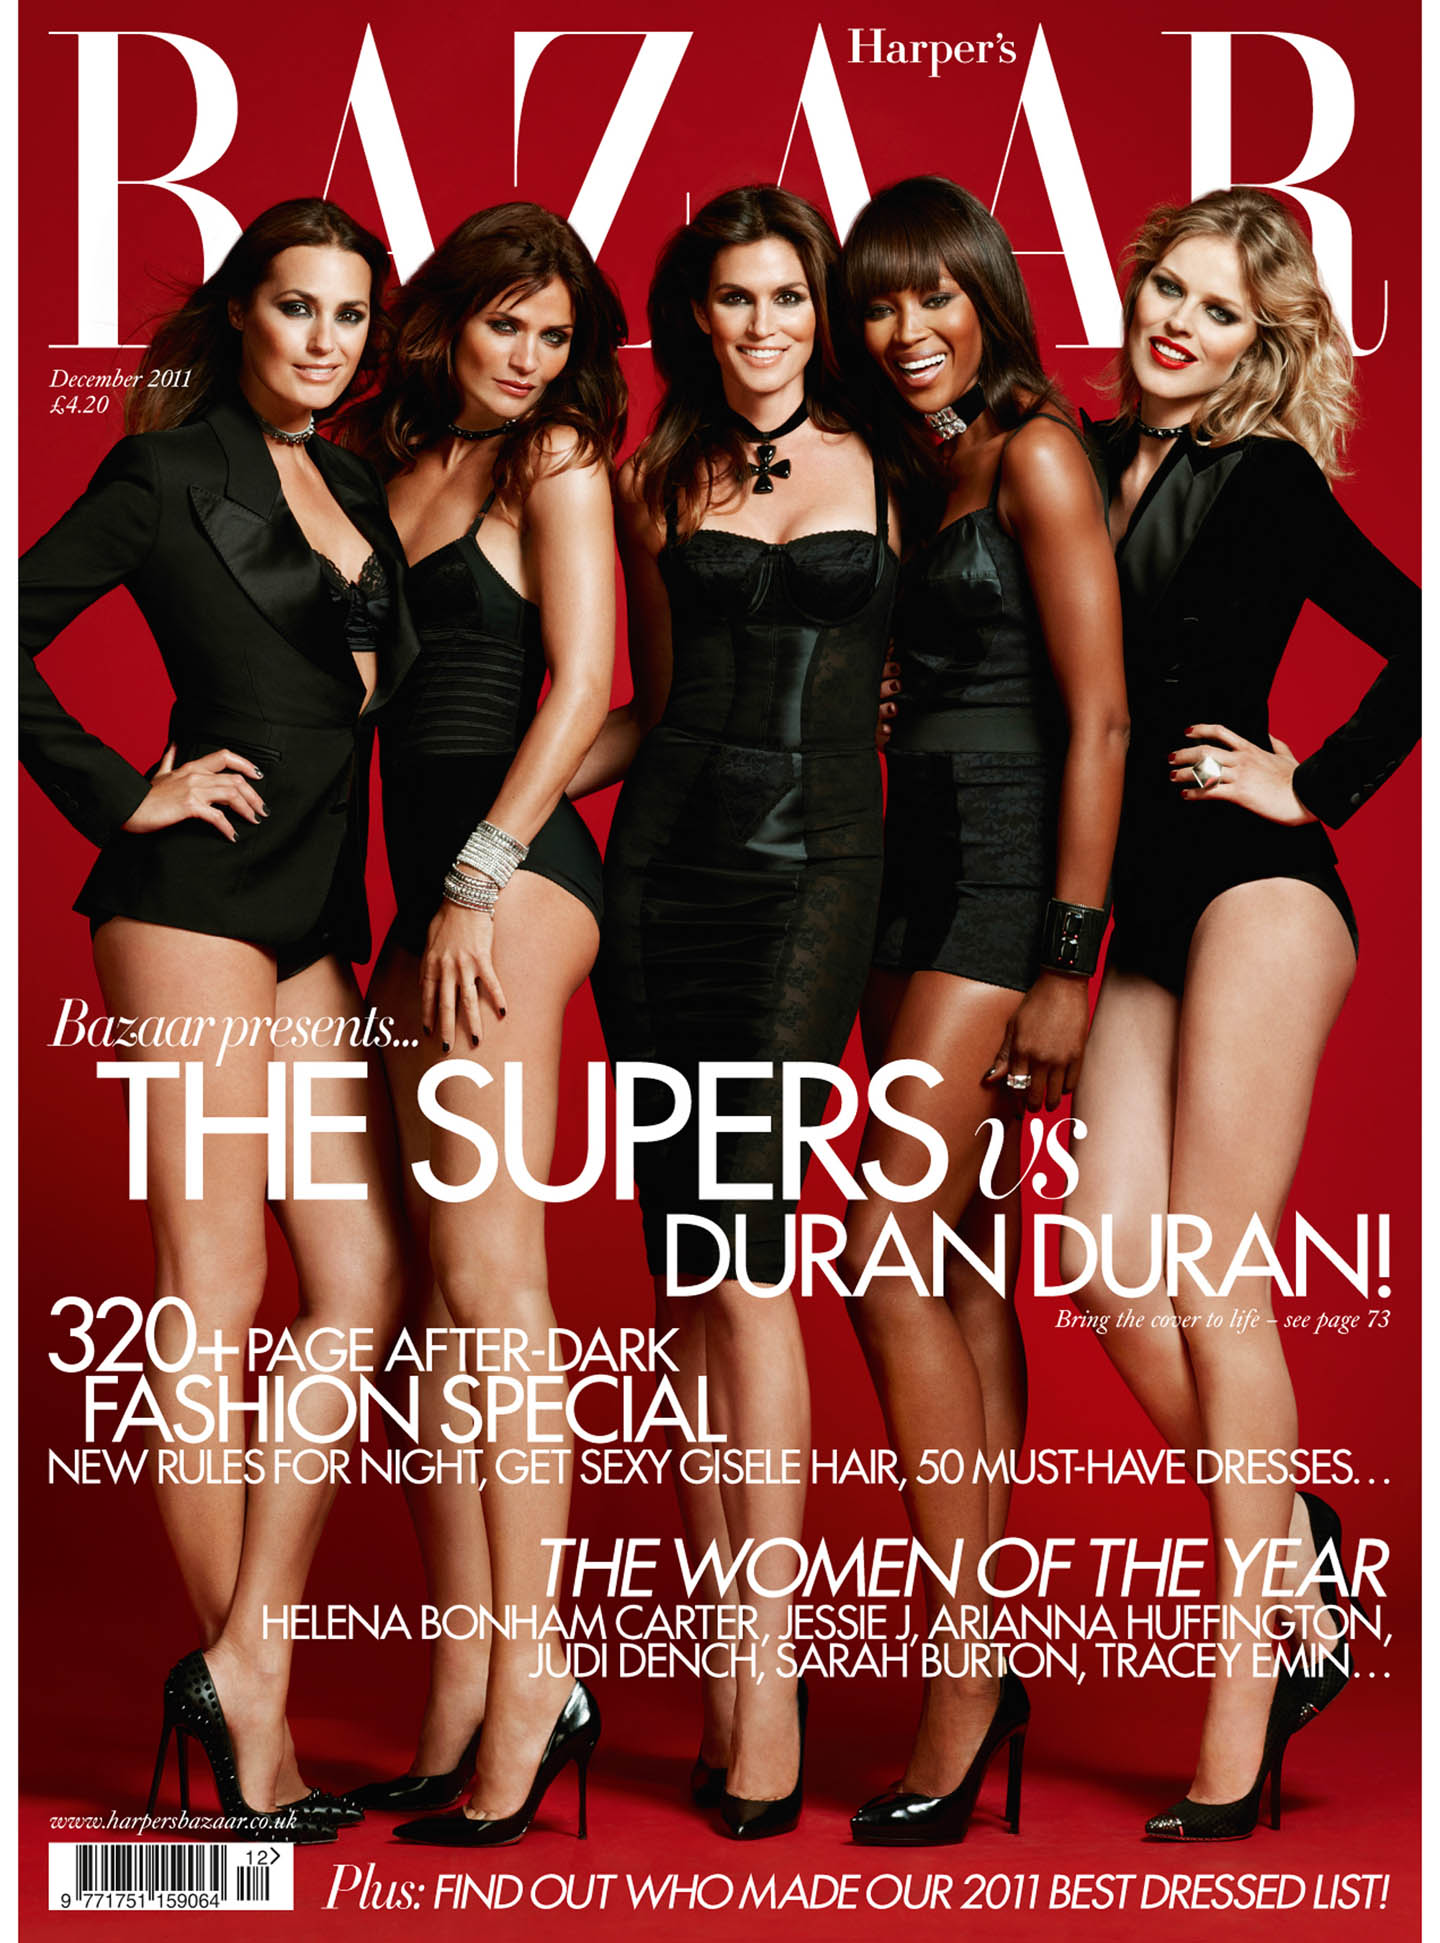 Harper's
BAZAAR
December 2011
£4.20
Bazaar presents...
THE SUPERS vs
DURAN DURAN!
Bring the cover to life – see page 73
320+ PAGE AFTER-DARK
FASHION SPECIAL
NEW RULES FOR NIGHT, GET SEXY GISELE HAIR, 50 MUST-HAVE DRESSES...
THE WOMEN OF THE YEAR
HELENA BONHAM CARTER, JESSIE J, ARIANNA HUFFINGTON,
JUDI DENCH, SARAH BURTON, TRACEY EMIN...
www.harpersbazaar.co.uk
12>
9 771751 159064
Plus: FIND OUT WHO MADE OUR 2011 BEST DRESSED LIST!